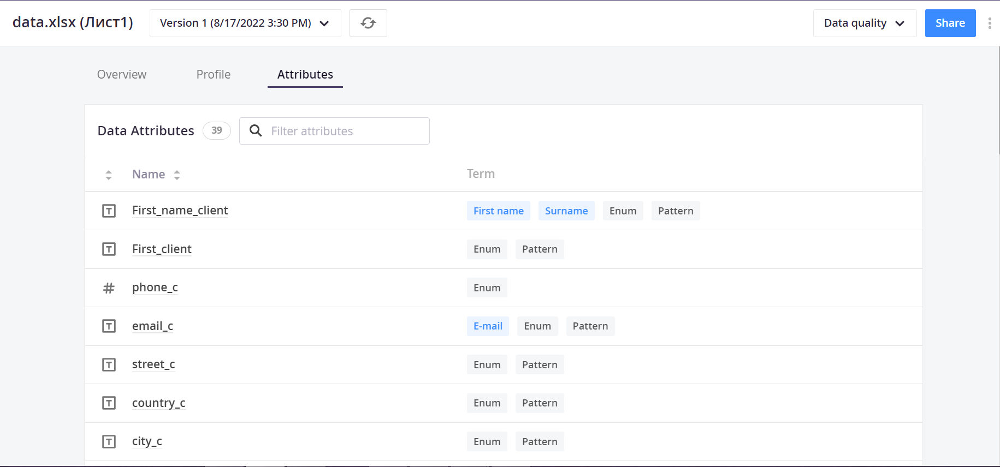 data.xlsx (Лист1) Version 1 (8/17/2022 3:30 PM) Data quality Share
Overview Profile Attributes
Data Attributes 39 Filter attributes
Name Term
First_name_client First name Surname Enum Pattern
First_client Enum Pattern
phone_c Enum
email_c E-mail Enum Pattern
street_c Enum Pattern
country_c Enum Pattern
city_c Enum Pattern